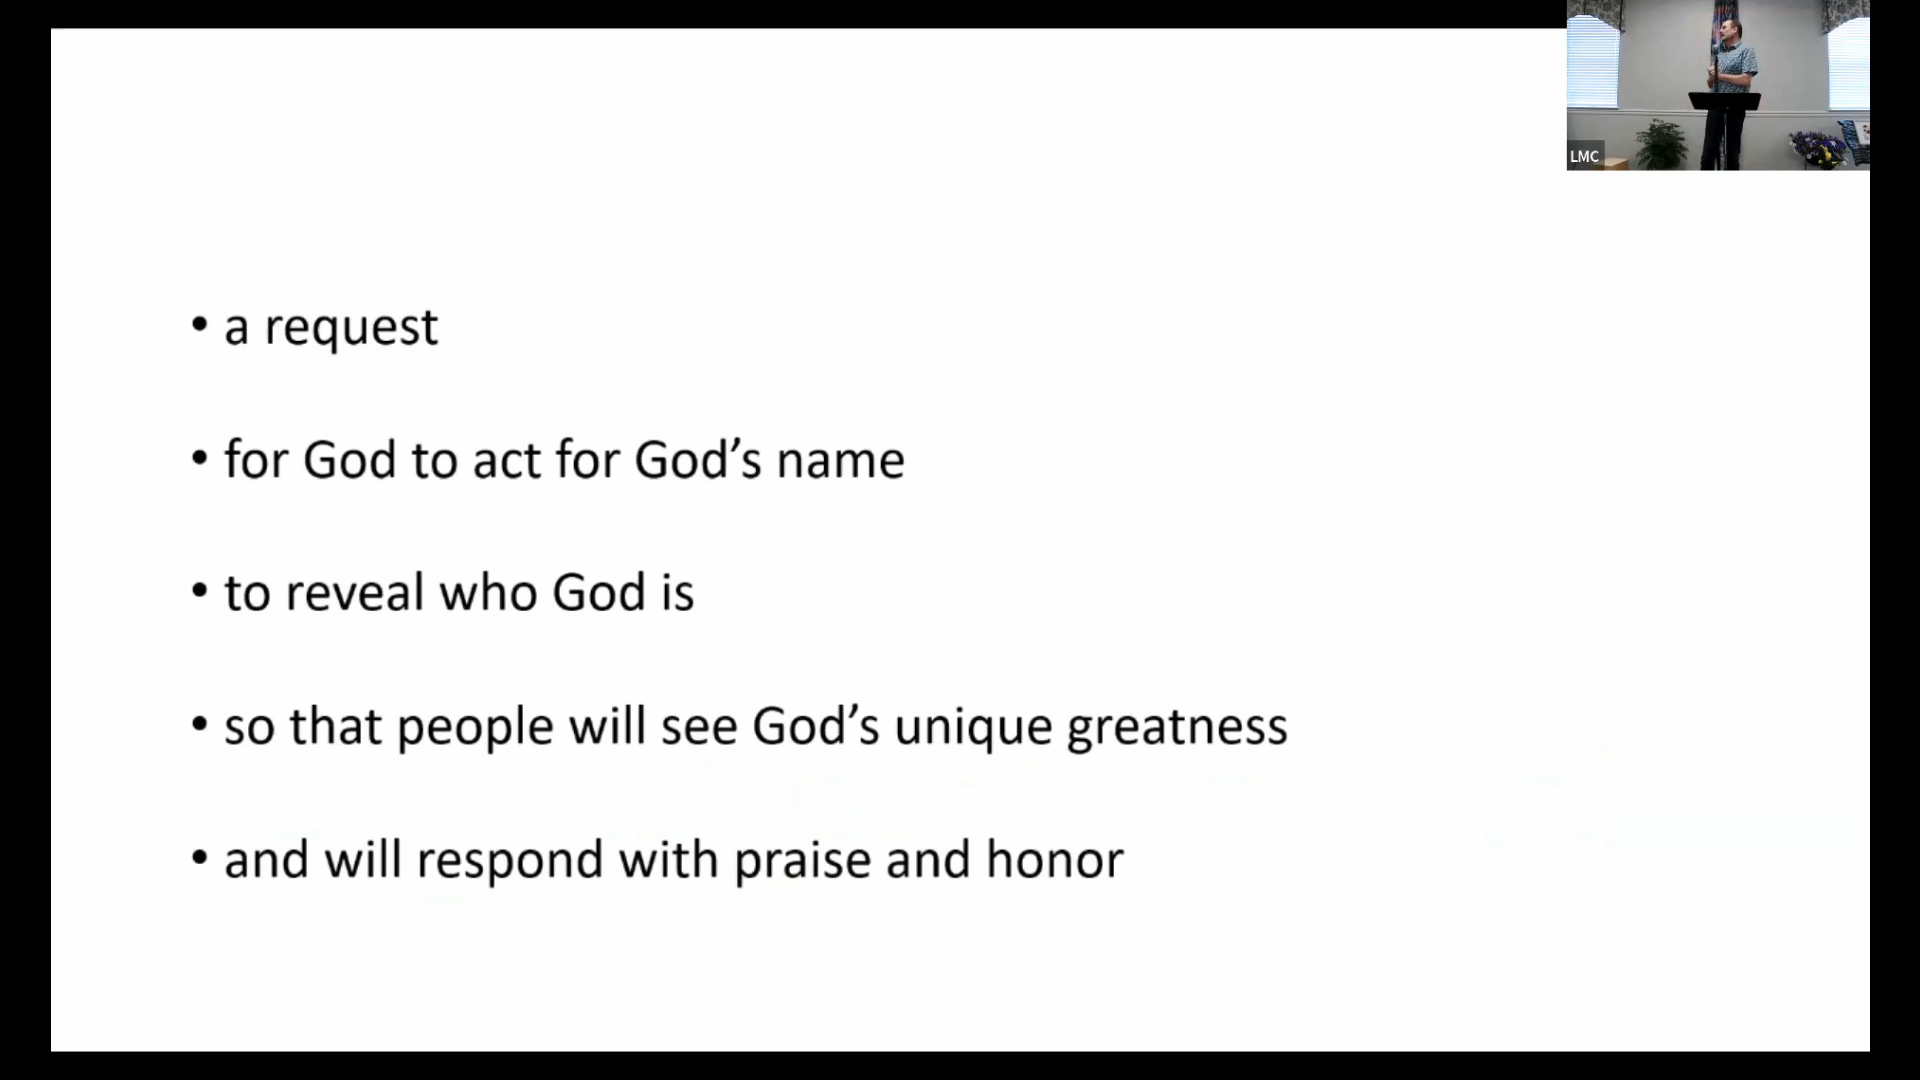 LMC
• a request
• for God to act for God’s name
• to reveal who God is
• so that people will see God’s unique greatness
• and will respond with praise and honor